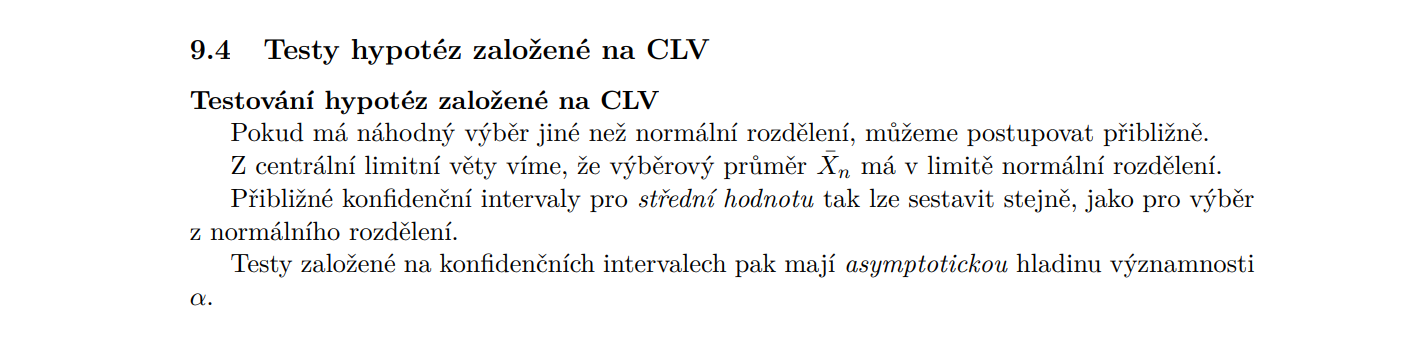 9.4 Testy hypotéz založené na CLV
Testování hypotéz založené na CLV
Pokud má náhodný výběr jiné než normální rozdělení, můžeme postupovat přibližně.
Z centrální limitní věty víme, že výběrový průměr X̄ₙ má v limitě normální rozdělení.
Přibližné konfidenční intervaly pro střední hodnotu tak lze sestavit stejně, jako pro výběr
z normálního rozdělení.
Testy založené na konfidenčních intervalech pak mají asymptotickou hladinu významnosti
α.